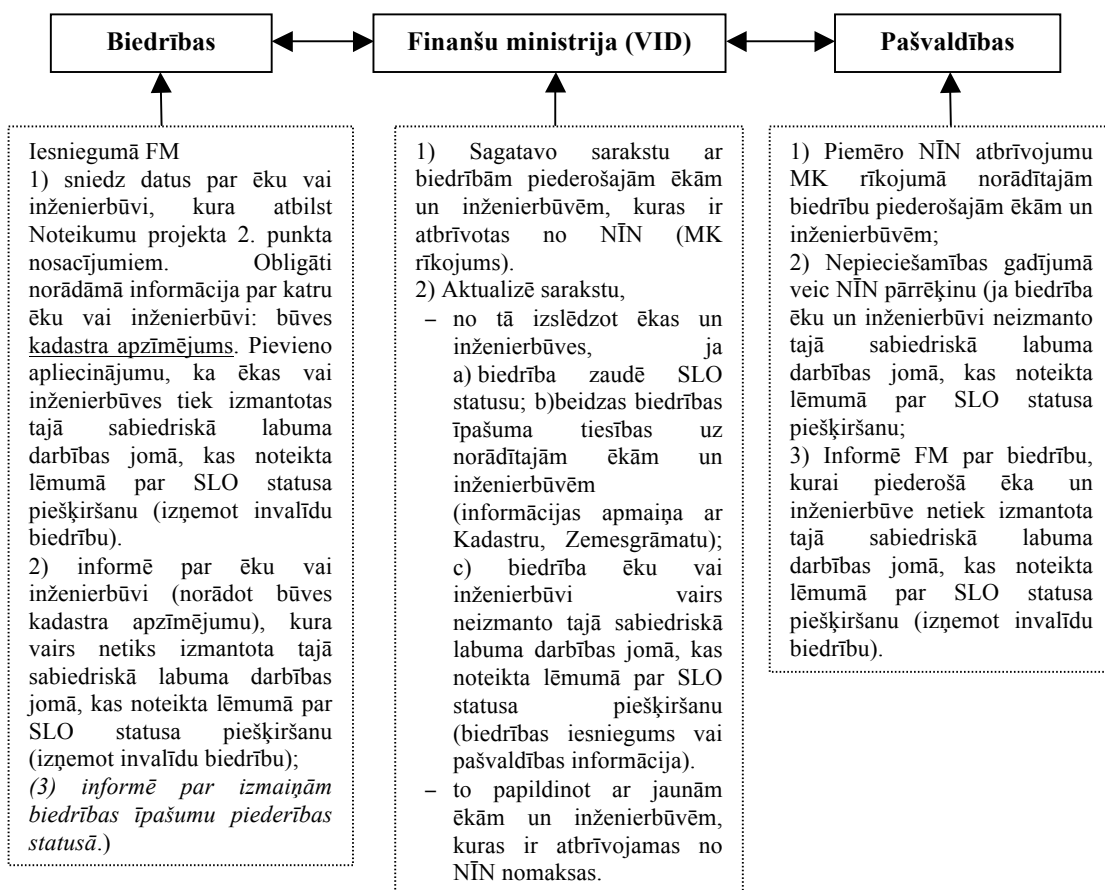 Biedrības
Finanšu ministrija (VID)
Pašvaldības
Iesniegumā FM
1) sniedz datus par ēku vai
inženierbūvi, kura atbilst
Noteikumu projekta 2. punkta
nosacījumiem. Obligāti
norādāmā informācija par katru
ēku vai inženierbūvi: būves
kadastra apzīmējums. Pievieno
apliecinājumu, ka ēkas vai
inženierbūves tiek izmantotas
tajā sabiedriskā labuma
darbības jomā, kas noteikta
lēmumā par SLO statusa
piešķiršanu (izņemot invalīdu
biedrību).
2) informē par ēku vai
inženierbūvi (norādot būves
kadastra apzīmējumu), kura
vairs netiks izmantota tajā
sabiedriskā labuma darbības
jomā, kas noteikta lēmumā par
SLO statusa piešķiršanu
(izņemot invalīdu biedrību);
(3) informē par izmaiņām
biedrības īpašumu piederības
statusā.)
1) Sagatavo sarakstu ar
biedrībām piederošajām ēkām
un inženierbūvēm, kuras ir
atbrīvotas no NĪN (MK
rīkojums).
2) Aktualizē sarakstu,
– no tā izslēdzot ēkas un
inženierbūves, ja
a) biedrība zaudē SLO
statusu; b)beidzas biedrības
īpašuma tiesības uz
norādītajām ēkām un
inženierbūvēm
(informācijas apmaiņa ar
Kadastru, Zemesgrāmatu);
c) biedrība ēku vai
inženierbūvi vairs
neizmanto tajā sabiedriskā
labuma darbības jomā, kas
noteikta lēmumā par SLO
statusa piešķiršanu
(biedrības iesniegums vai
pašvaldības informācija).
– to papildinot ar jaunām
ēkām un inženierbūvēm,
kuras ir atbrīvojamas no
NĪN nomaksas.
1) Piemēro NĪN atbrīvojumu
MK rīkojumā norādītajām
biedrību piederošajām ēkām un
inženierbūvēm;
2) Nepieciešamības gadījumā
veic NĪN pārrēķinu (ja biedrība
ēku un inženierbūvi neizmanto
tajā sabiedriskā labuma
darbības jomā, kas noteikta
lēmumā par SLO statusa
piešķiršanu;
3) Informē FM par biedrību,
kurai piederošā ēka un
inženierbūve netiek izmantota
tajā sabiedriskā labuma
darbības jomā, kas noteikta
lēmumā par SLO statusa
piešķiršanu (izņemot invalīdu
biedrību).